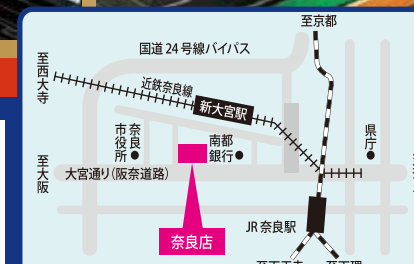 至京都
国道24号線バイパス
至西大寺
近鉄奈良線
新大宮駅
奈良
市役所
南都
銀行
県庁
至大阪
大宮通り(阪奈道路)
JR奈良駅
奈良店